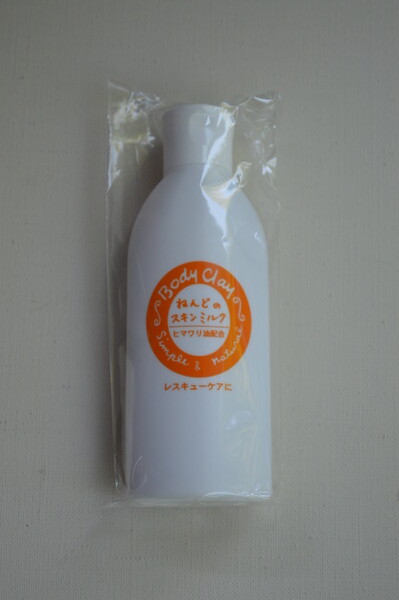 Body Clay
ねんどの
スキンミルク
ヒマワリ油配合
Simple & natural
レスキューケアに